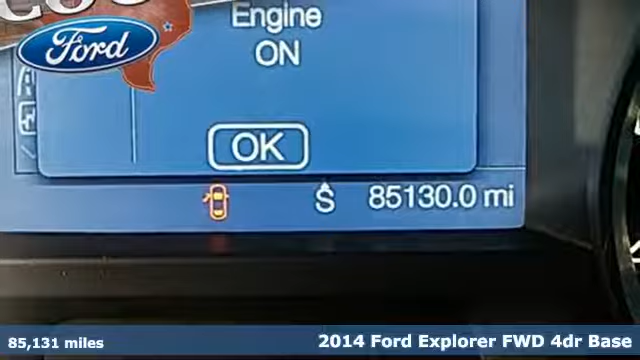 Ford
Engine
ON
OK
S
85130.0 mi
85,131 miles
2014 Ford Explorer FWD 4dr Base